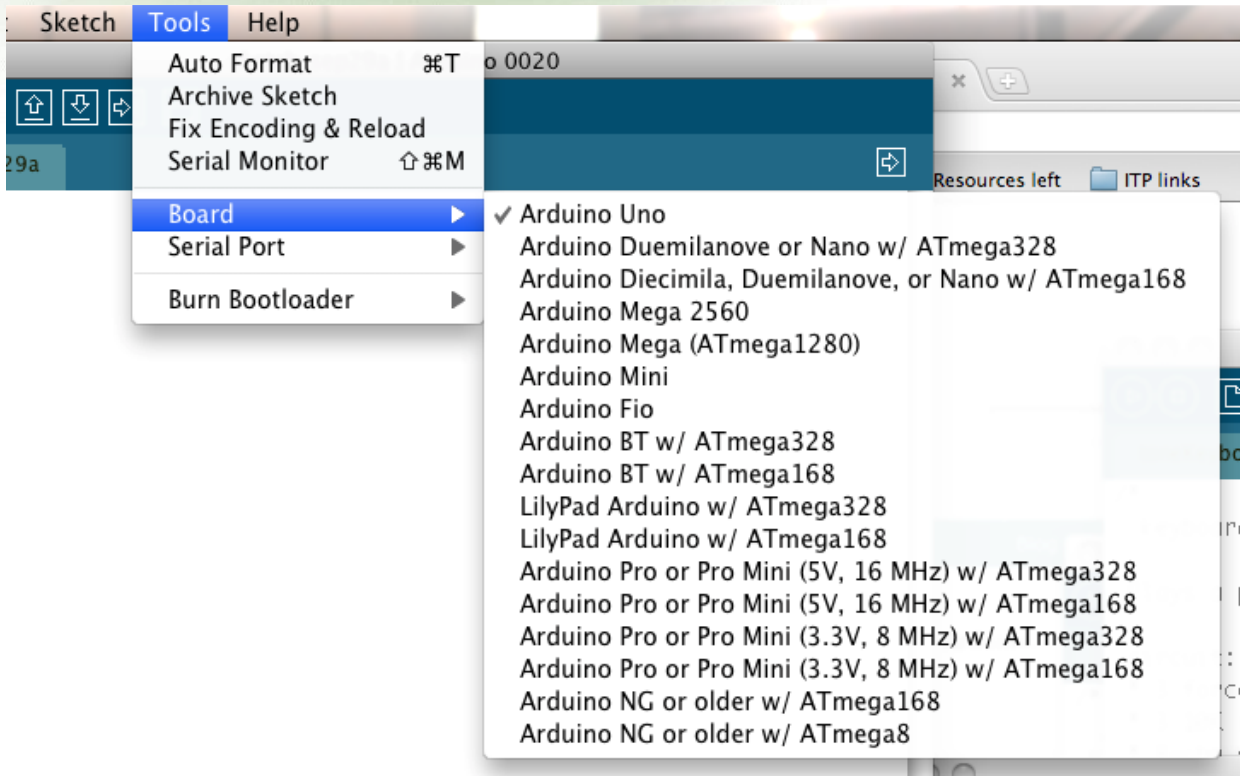 Sketch Tools Help
o 0020
Auto Format ⌘T
Archive Sketch
Fix Encoding & Reload
Serial Monitor ⇧⌘M
29a
Resources left ITP links
Board
Serial Port
Burn Bootloader
✓ Arduino Uno
Arduino Duemilanove or Nano w/ ATmega328
Arduino Diecimila, Duemilanove, or Nano w/ ATmega168
Arduino Mega 2560
Arduino Mega (ATmega1280)
Arduino Mini
Arduino Fio
Arduino BT w/ ATmega328
Arduino BT w/ ATmega168
LilyPad Arduino w/ ATmega328
LilyPad Arduino w/ ATmega168
Arduino Pro or Pro Mini (5V, 16 MHz) w/ ATmega328
Arduino Pro or Pro Mini (5V, 16 MHz) w/ ATmega168
Arduino Pro or Pro Mini (3.3V, 8 MHz) w/ ATmega328
Arduino Pro or Pro Mini (3.3V, 8 MHz) w/ ATmega168
Arduino NG or older w/ ATmega168
Arduino NG or older w/ ATmega8